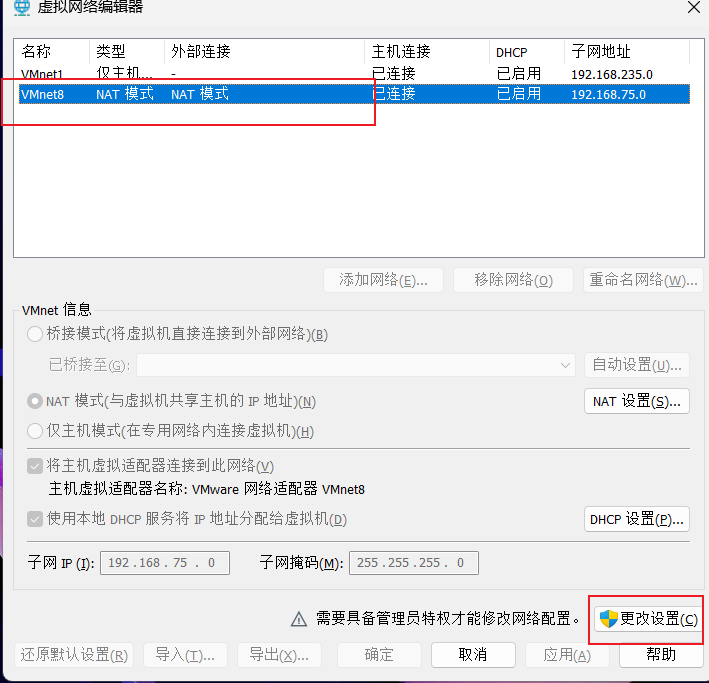 虚拟网络编辑器
名称 类型 外部连接 主机连接 DHCP 子网地址
VMnet1 仅主机... - 已连接 已启用 192.168.235.0
VMnet8 NAT 模式 NAT 模式 已连接 已启用 192.168.75.0
添加网络(E)... 移除网络(O) 重命名网络(W)...
VMnet 信息
桥接模式(将虚拟机直接连接到外部网络)(B)
已桥接至(G): 自动设置(U)...
NAT 模式(与虚拟机共享主机的 IP 地址)(N) NAT 设置(S)...
仅主机模式(在专用网络内连接虚拟机)(H)
将主机虚拟适配器连接到此网络(V)
主机虚拟适配器名称: VMware 网络适配器 VMnet8
使用本地 DHCP 服务将 IP 地址分配给虚拟机(D) DHCP 设置(P)...
子网 IP (I): 192 . 168 . 75 . 0 子网掩码(M): 255 . 255 . 255 . 0
需要具备管理员特权才能修改网络配置。 更改设置(C)
还原默认设置(R) 导入(T)... 导出(X)... 确定 取消 应用(A) 帮助